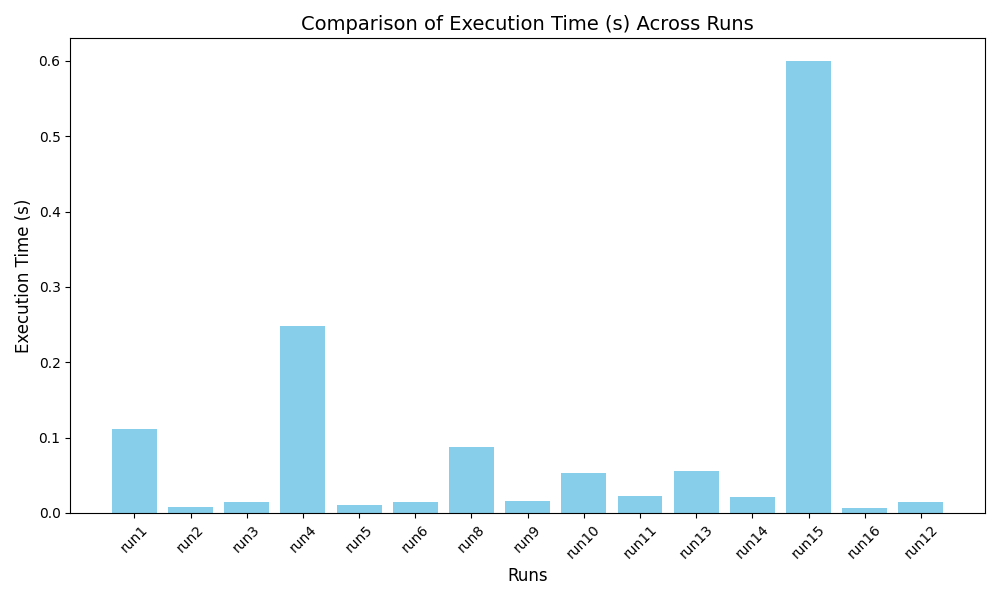 Comparison of Execution Time (s) Across Runs
Execution Time (s)
0.6
0.5
0.4
0.3
0.2
0.1
0.0
run1 run2 run3 run4 run5 run6 run8 run9 run10 run11 run13 run14 run15 run16 run12
Runs